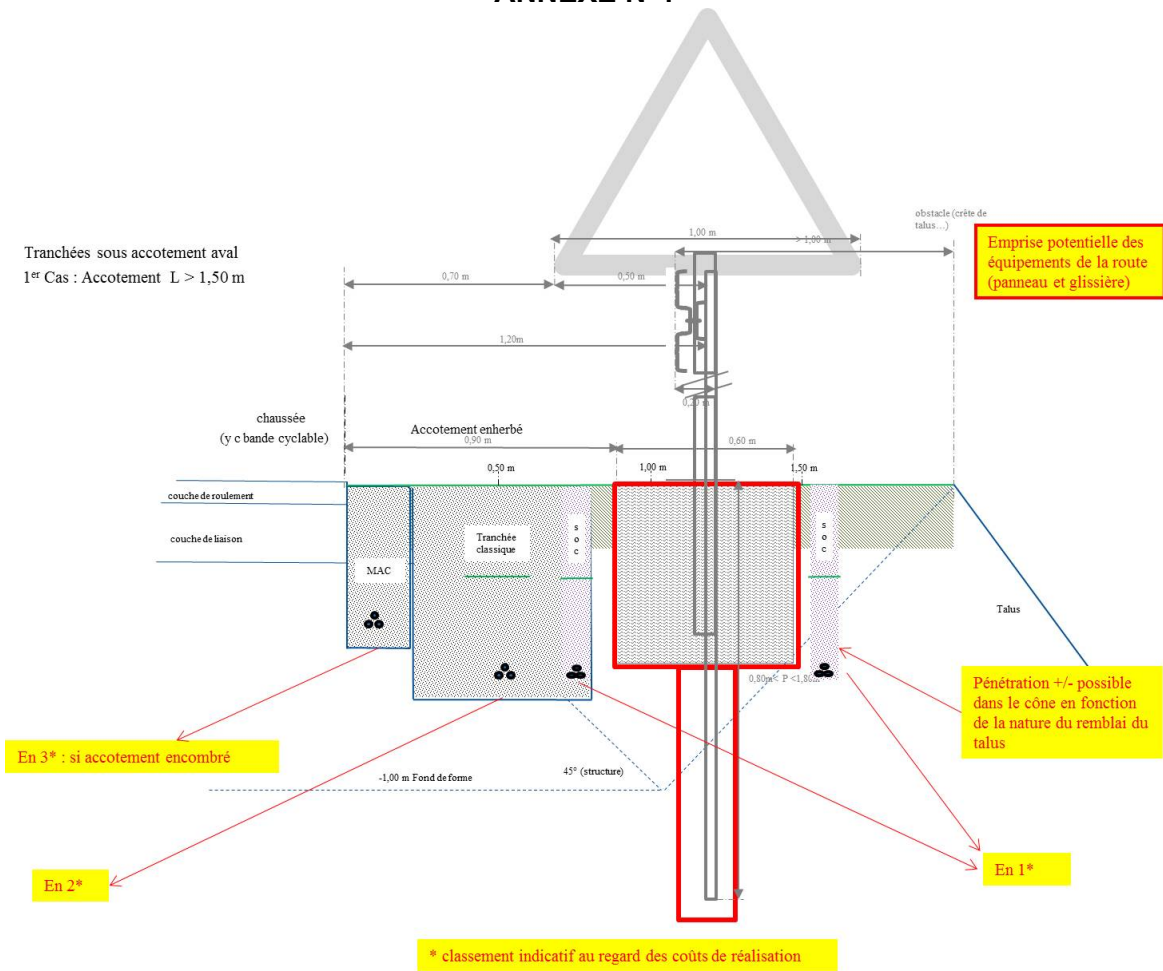 obstacle (crête de
talus…)
1,00 m
> 1,00 m
Emprise potentielle des
équipements de la route
(panneau et glissière)
Tranchées sous accotement aval
1er Cas : Accotement L > 1,50 m
0,70 m
0,50 m
1,20m
0,20 m
chaussée
(y c bande cyclable)
Accotement enherbé
0,90 m
0,60 m
0,50 m
1,00 m
1,50 m
couche de roulement
couche de liaison
MAC
Tranchée
classique
s
o
c
s
o
c
Talus
0,80m< P <1,80m
Pénétration +/- possible
dans le cône en fonction
de la nature du remblai du
talus
En 3* : si accotement encombré
-1,00 m Fond de forme
45° (structure)
En 2*
En 1*
* classement indicatif au regard des coûts de réalisation